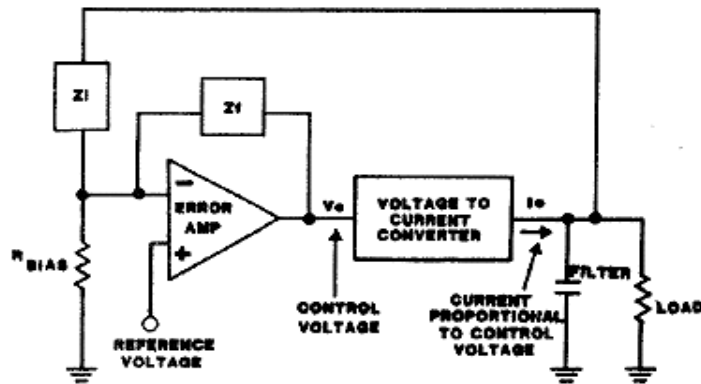 Zi
Zf
ERROR
AMP
−
+
R BIAS
REFERENCE
VOLTAGE
Ve
CONTROL
VOLTAGE
VOLTAGE TO
CURRENT
CONVERTER
Io
CURRENT
PROPORTIONAL
TO CONTROL
VOLTAGE
FILTER
LOAD